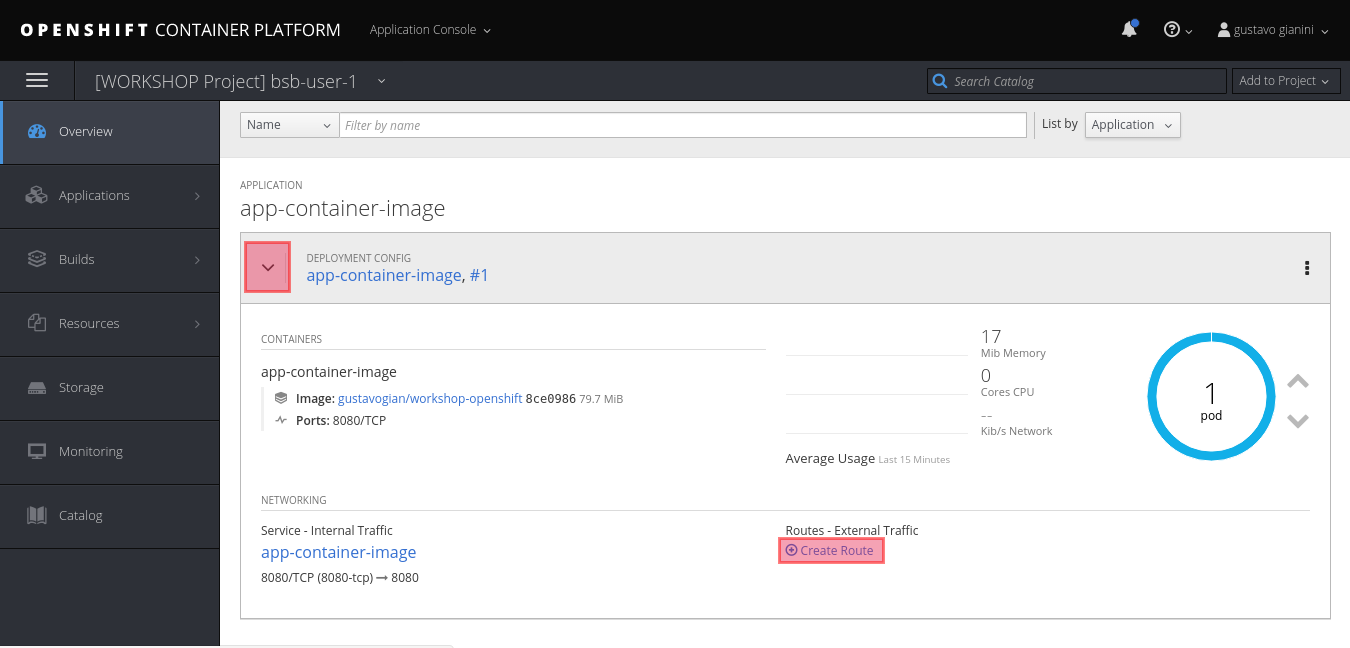 OPENSHIFT CONTAINER PLATFORM Application Console gustavo gianini
[WORKSHOP Project] bsb-user-1 Search Catalog Add to Project
Overview
Applications
Builds
Resources
Storage
Monitoring
Catalog
Name Filter by name List by Application
APPLICATION
app-container-image
DEPLOYMENT CONFIG
app-container-image, #1
CONTAINERS
app-container-image
Image: gustavogian/workshop-openshift 8ce0986 79.7 MiB
Ports: 8080/TCP
17
Mib Memory
0
Cores CPU
--
Kib/s Network
Average Usage Last 15 Minutes
1
pod
NETWORKING
Service - Internal Traffic
app-container-image
8080/TCP (8080-tcp) → 8080
Routes - External Traffic
Create Route